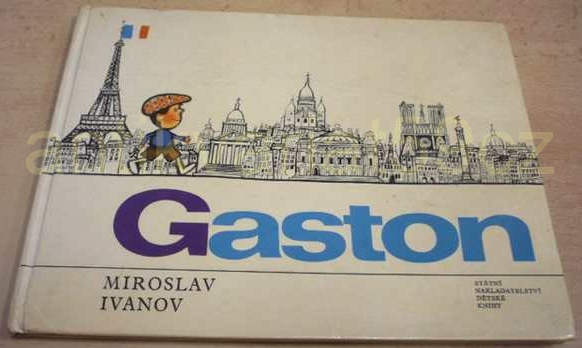 Gaston
MIROSLAV
IVANOV
STÁTNÍ
NAKLADATELSTVÍ
DĚTSKÉ
KNIHY